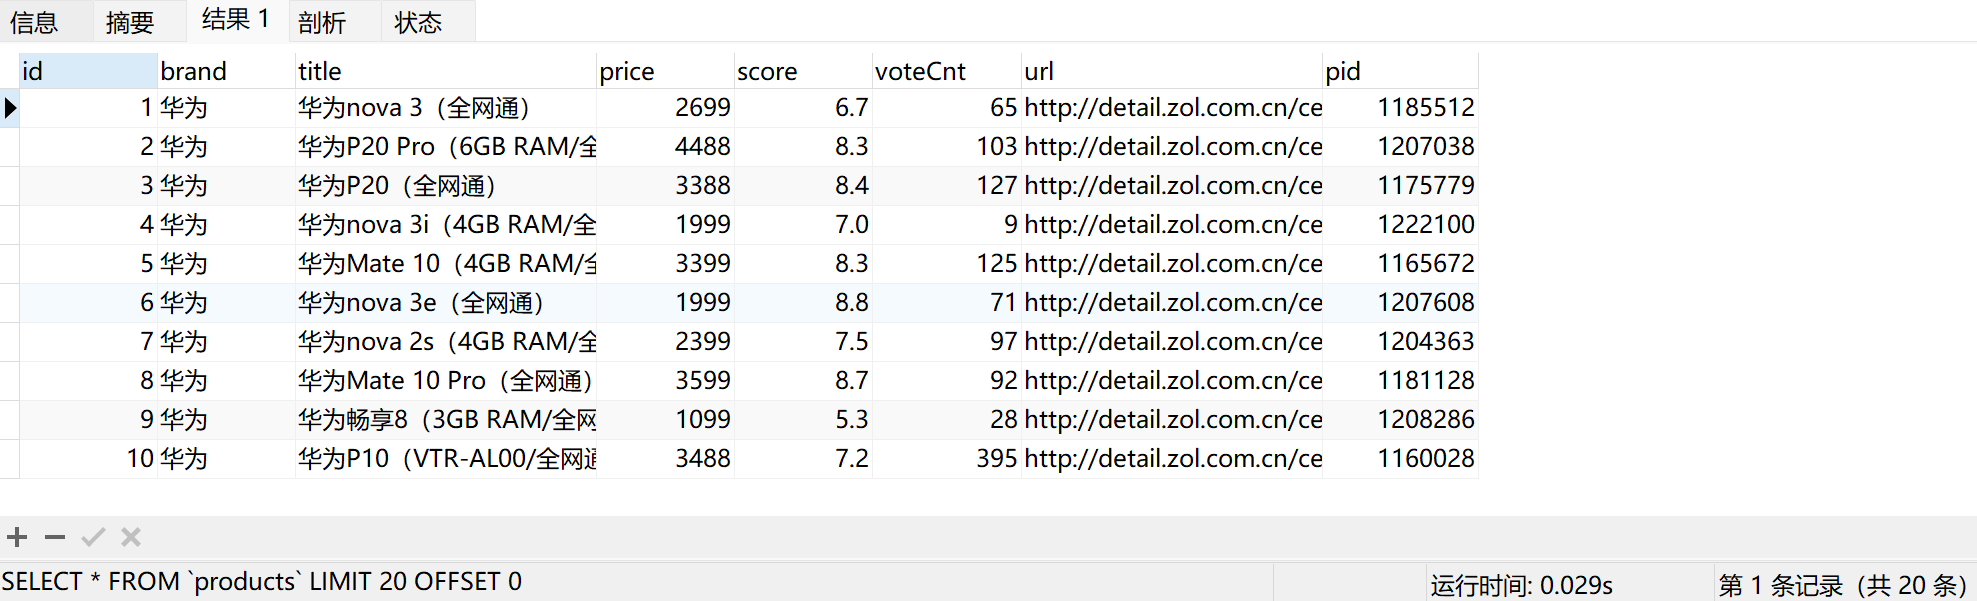 信息 摘要 结果 1 剖析 状态
id brand title price score voteCnt url pid
1 华为 华为nova 3（全网通） 2699 6.7 65 http://detail.zol.com.cn/ce 1185512
2 华为 华为P20 Pro（6GB RAM/全 4488 8.3 103 http://detail.zol.com.cn/ce 1207038
3 华为 华为P20（全网通） 3388 8.4 127 http://detail.zol.com.cn/ce 1175779
4 华为 华为nova 3i（4GB RAM/全 1999 7.0 9 http://detail.zol.com.cn/ce 1222100
5 华为 华为Mate 10（4GB RAM/全 3399 8.3 125 http://detail.zol.com.cn/ce 1165672
6 华为 华为nova 3e（全网通） 1999 8.8 71 http://detail.zol.com.cn/ce 1207608
7 华为 华为nova 2s（4GB RAM/全 2399 7.5 97 http://detail.zol.com.cn/ce 1204363
8 华为 华为Mate 10 Pro（全网通） 3599 8.7 92 http://detail.zol.com.cn/ce 1181128
9 华为 华为畅享8（3GB RAM/全网 1099 5.3 28 http://detail.zol.com.cn/ce 1208286
10 华为 华为P10（VTR-AL00/全网通 3488 7.2 395 http://detail.zol.com.cn/ce 1160028
SELECT * FROM `products` LIMIT 20 OFFSET 0 运行时间: 0.029s 第 1 条记录（共 20 条）